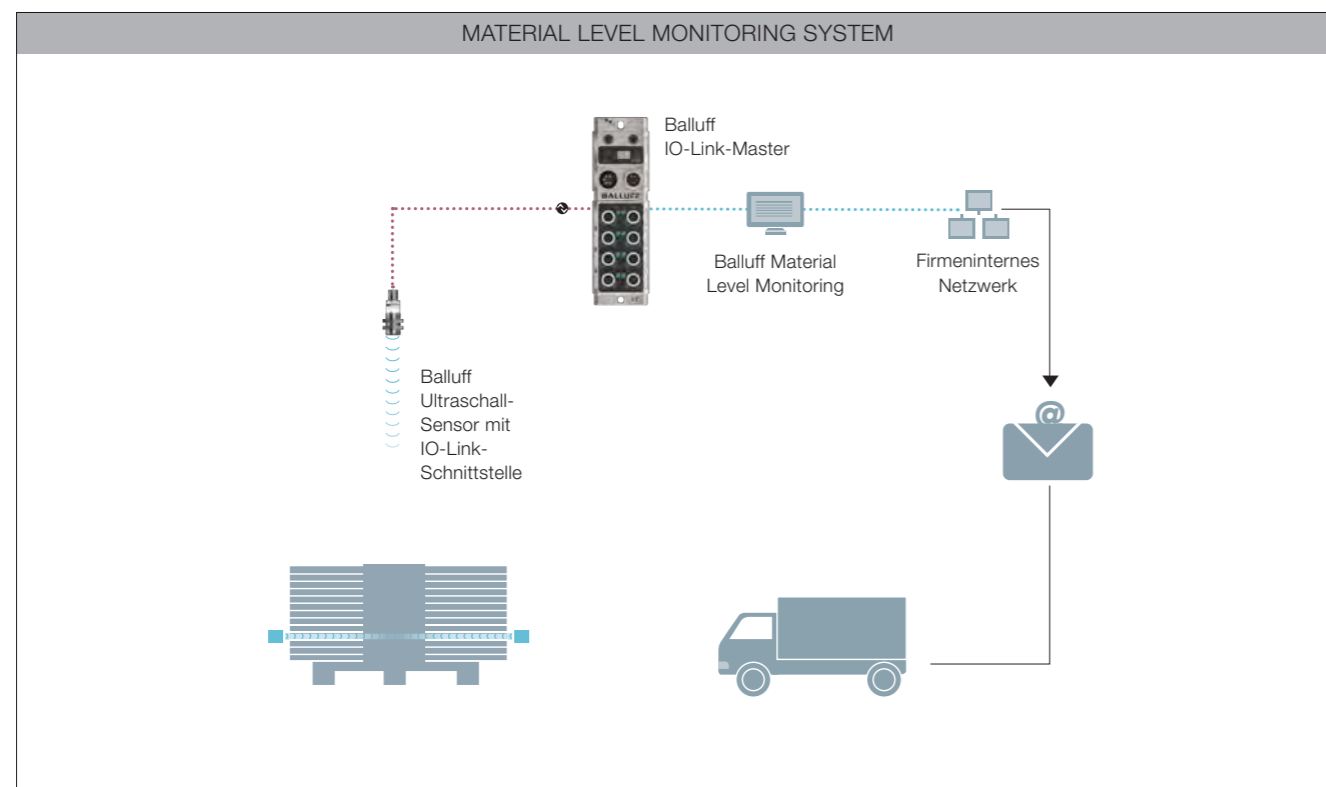 MATERIAL LEVEL MONITORING SYSTEM
Balluff
IO-Link-Master
BALLUFF
Balluff Material
Level Monitoring
Firmeninternes
Netzwerk
Balluff
Ultraschall-
Sensor mit
IO-Link-
Schnittstelle
@